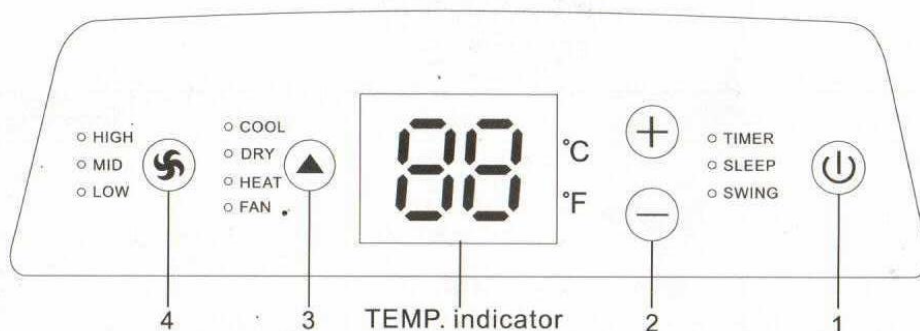 HIGH
MID
LOW
COOL
DRY
HEAT
FAN
88
°C
°F
TIMER
SLEEP
SWING
4
3
TEMP. indicator
2
1